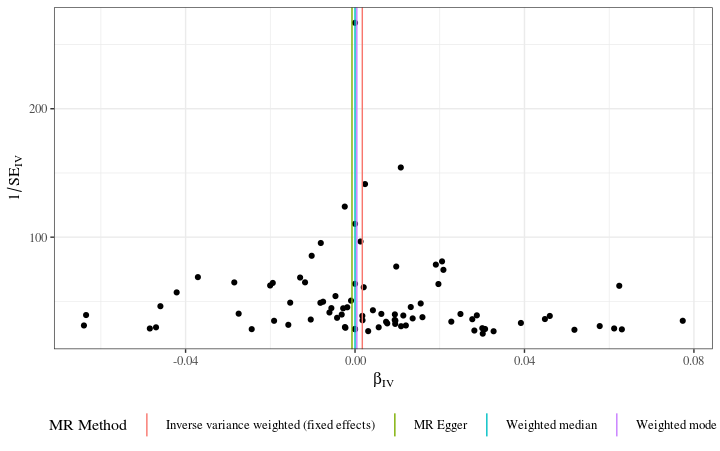 200
100
1/SE_IV
-0.04
0.00
0.04
0.08
β_IV
MR Method
Inverse variance weighted (fixed effects)
MR Egger
Weighted median
Weighted mode